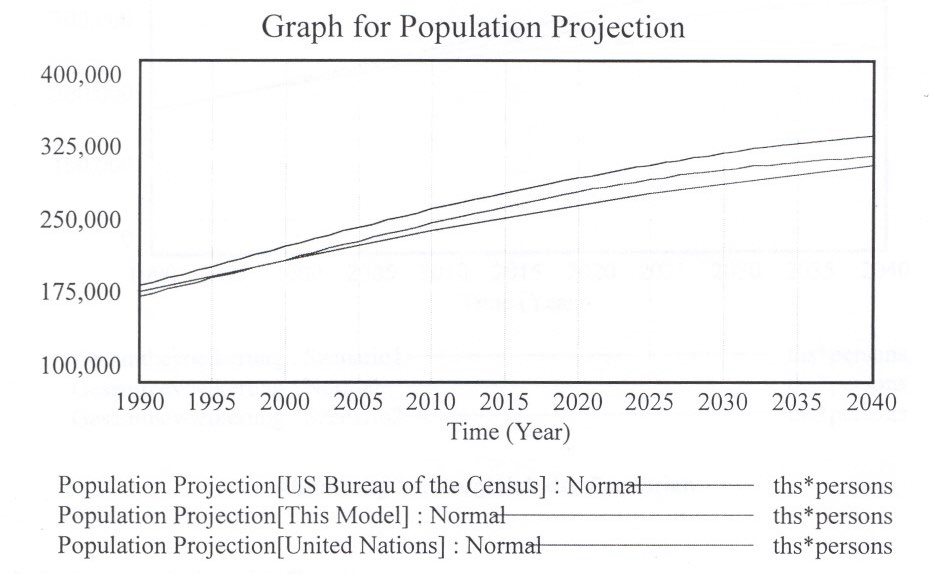 Graph for Population Projection
400,000
325,000
250,000
175,000
100,000
1990 1995 2000 2005 2010 2015 2020 2025 2030 2035 2040
Time (Year)
Population Projection[US Bureau of the Census] : Normal ths*persons
Population Projection[This Model] : Normal ths*persons
Population Projection[United Nations] : Normal ths*persons